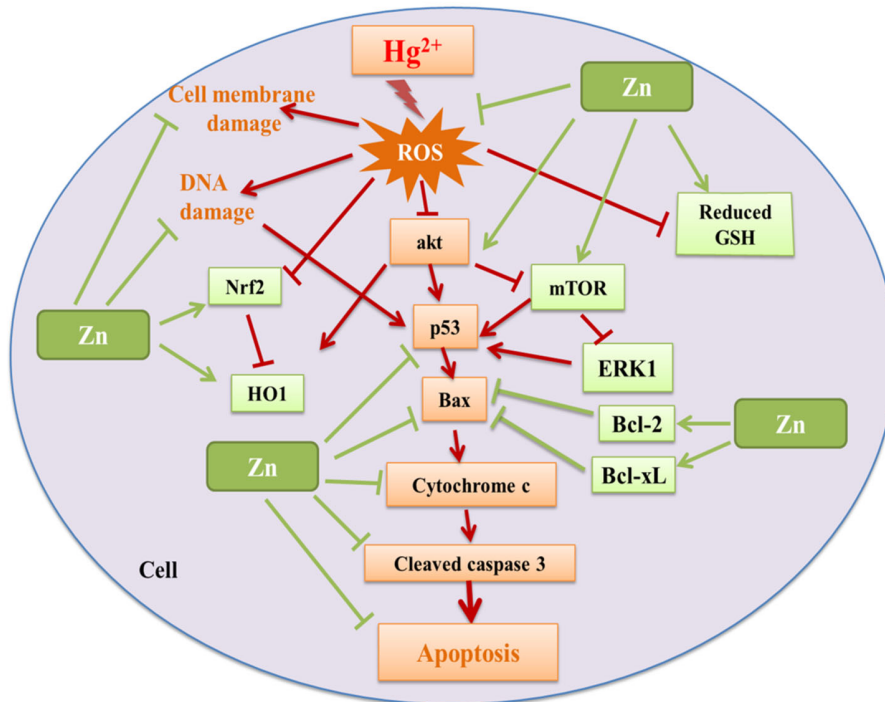 Hg²⁺
Zn
Cell membrane
damage
ROS
DNA
damage
Reduced
GSH
akt
Nrf2
mTOR
Zn
p53
ERK1
HO1
Bax
Bcl-2
Zn
Zn
Bcl-xL
Cytochrome c
Cleaved caspase 3
Cell
Apoptosis